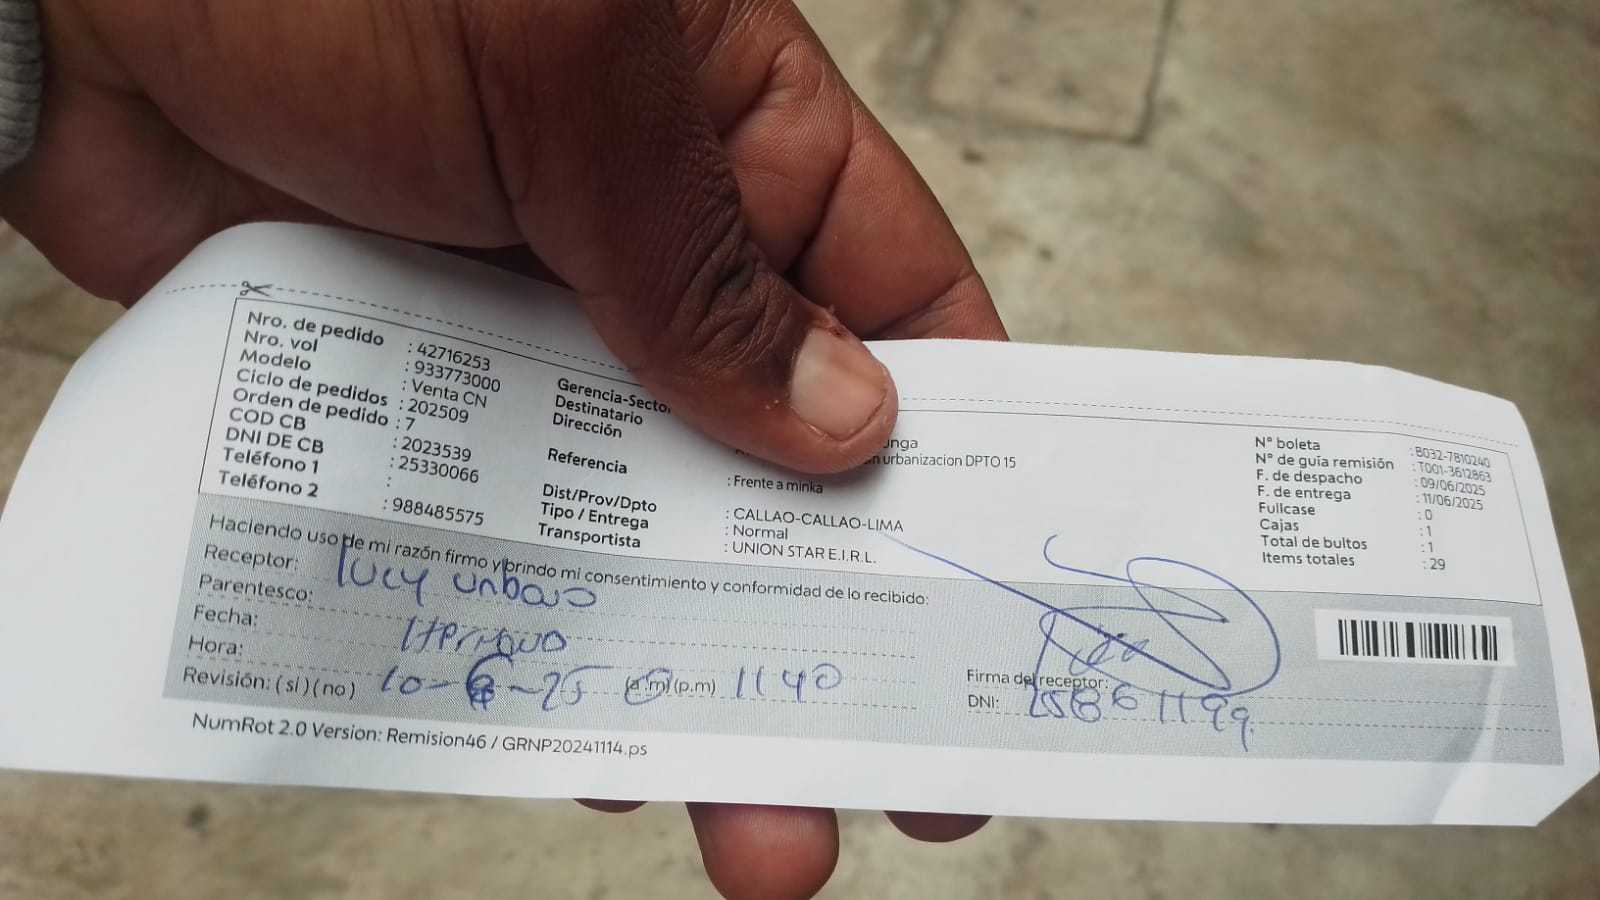 Nro. de pedido : 42716253
Nro. vol : 933773000
Modelo : Venta CN
Ciclo de pedidos : 202509
Orden de pedido : 7
COD CB : 2023539
DNI DE CB : 25330066
Teléfono 1 :
Teléfono 2 : 988485575
Gerencia-Sector
Destinatario
Dirección unga
urbanizacion DPTO 15
Referencia : Frente a minka
Dist/Prov/Dpto : CALLAO-CALLAO-LIMA
Tipo / Entrega : Normal
Transportista : UNION STAR E.I.R.L.
N° boleta : B032-7810240
N° de guía remisión : T001-3612863
F. de despacho : 09/06/2025
F. de entrega : 11/06/2025
Fullcase : 0
Cajas : 1
Total de bultos : 1
Items totales : 29
Haciendo uso de mi razón firmo y brindo mi consentimiento y conformidad de lo recibido:
Receptor: lucy
Parentesco:
Fecha:
Hora: 10-6-25 (a.m)(p.m) 1140
Revisión: (si)(no)
Firma del receptor:
DNI:
NumRot 2.0 Version: Remision46 / GRNP20241114.ps